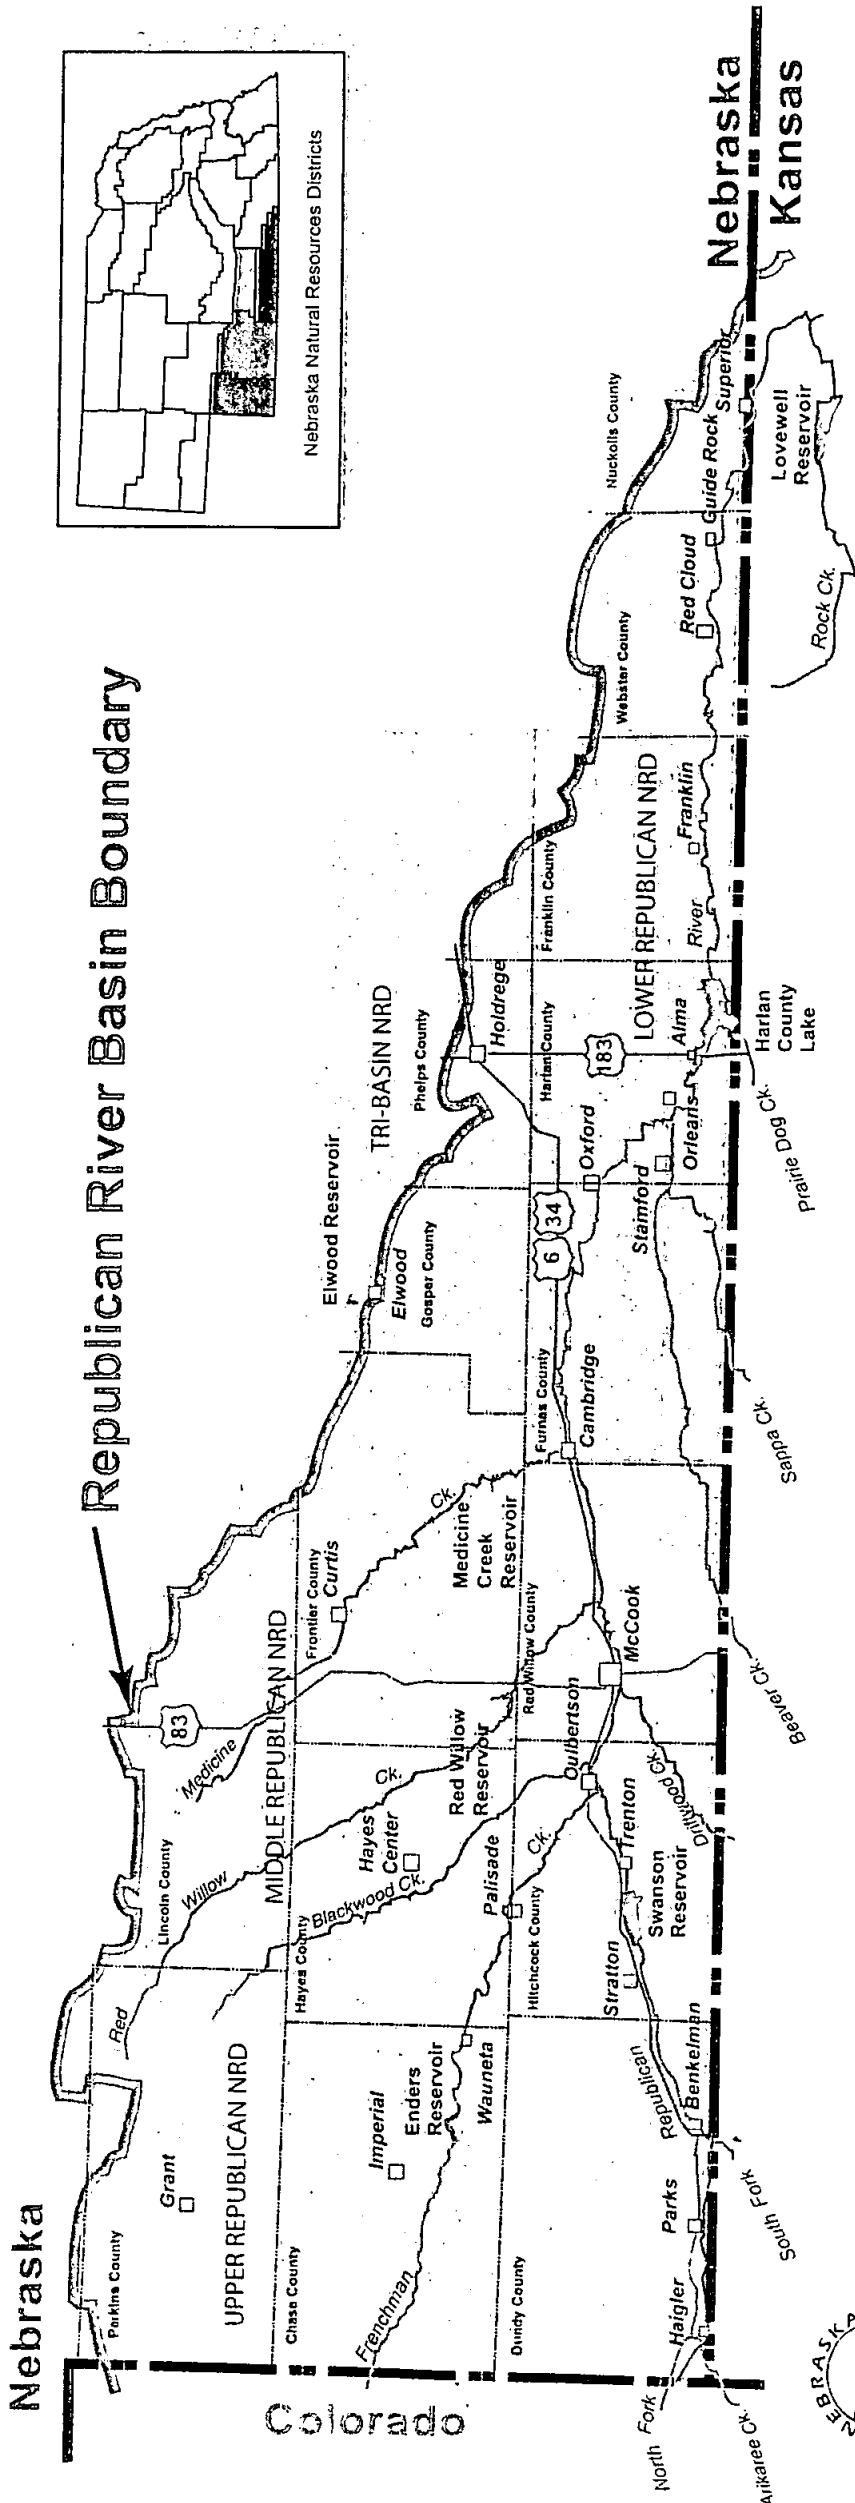 Nebraska
Republican River Basin Boundary
Nebraska Natural Resources Districts
Colorado
Nebraska
Kansas
UPPER REPUBLICAN NRD
MIDDLE REPUBLICAN NRD
TRI-BASIN NRD
LOWER REPUBLICAN NRD
Perkins County
Chase County
Dundy County
Lincoln County
Hayes County
Hitchcock County
Frontier County
Red Willow County
Gosper County
Furnas County
Phelps County
Harlan County
Franklin County
Webster County
Nuckolls County
Grant
Imperial
Enders
Reservoir
Wauneta
Palisade
Hayes
Center
Red Willow
Reservoir
Culbertson
Trenton
Swanson
Reservoir
Stratton
Benkelman
Parks
Haigler
McCook
Curtis
Medicine
Creek
Reservoir
Cambridge
Elwood Reservoir
Elwood
Holdrege
Oxford
Stamford
Orleans
Alma
Harlan
County
Lake
Franklin
Red Cloud
Guide Rock
Superior
Lovewell
Reservoir
83
6
34
183
Red
Willow
Ck.
Medicine
Ck.
Blackwood Ck.
Frenchman
Ck.
Republican
River
North Fork
Arikaree Ck.
South Fork
Driftwood Ck.
Beaver Ck.
Sappa Ck.
Prairie Dog Ck.
Rock Ck.